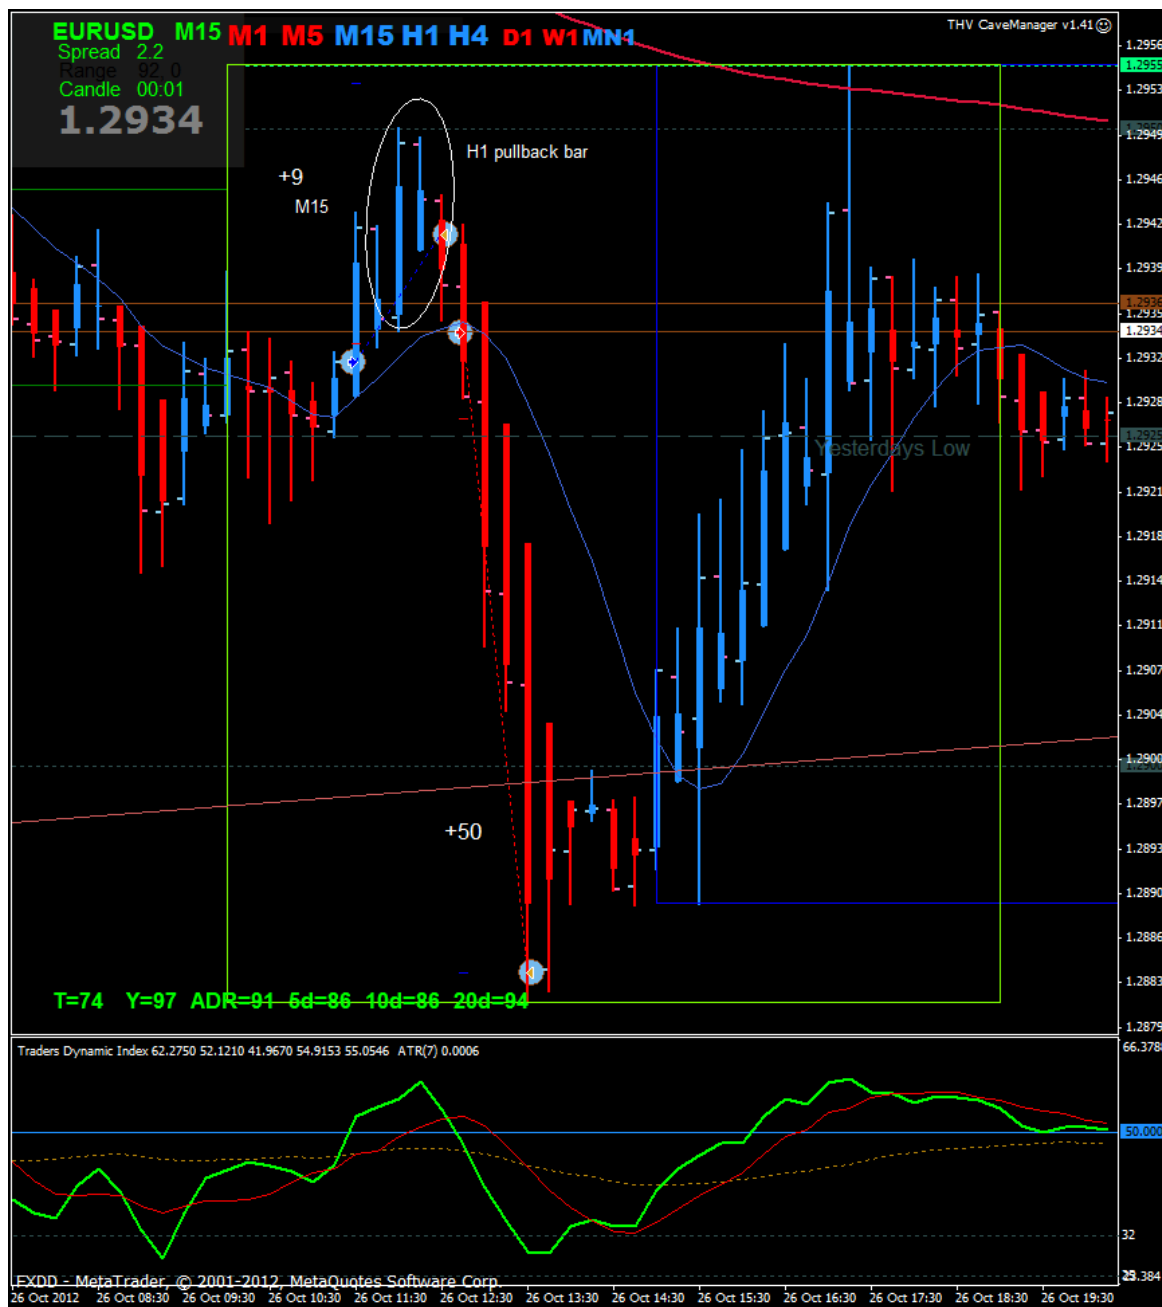 EURUSD M15 M1 M5 M15 H1 H4 D1 W1 MN1
THV CaveManager v1.41
Spread 2.2
Range 92, 0
Candle 00:01
1.2934
H1 pullback bar
+9
M15
Yesterdays Low
+50
T=74 Y=97 ADR=91 5d=86 10d=86 20d=94
1.2956
1.2955
1.2953
1.2949
1.2946
1.2942
1.2939
1.2936
1.2935
1.2934
1.2932
1.2928
1.2925
1.2925
1.2921
1.2918
1.2914
1.2911
1.2907
1.2904
1.2900
1.2897
1.2893
1.2890
1.2886
1.2883
1.2879
Traders Dynamic Index 62.2750 52.1210 41.9670 54.9153 55.0546 ATR(7) 0.0006
50.000
32
FXDD - MetaTrader, © 2001-2012, MetaQuotes Software Corp.
26 Oct 2012 26 Oct 08:30 26 Oct 09:30 26 Oct 10:30 26 Oct 11:30 26 Oct 12:30 26 Oct 13:30 26 Oct 14:30 26 Oct 15:30 26 Oct 16:30 26 Oct 17:30 26 Oct 18:30 26 Oct 19:30